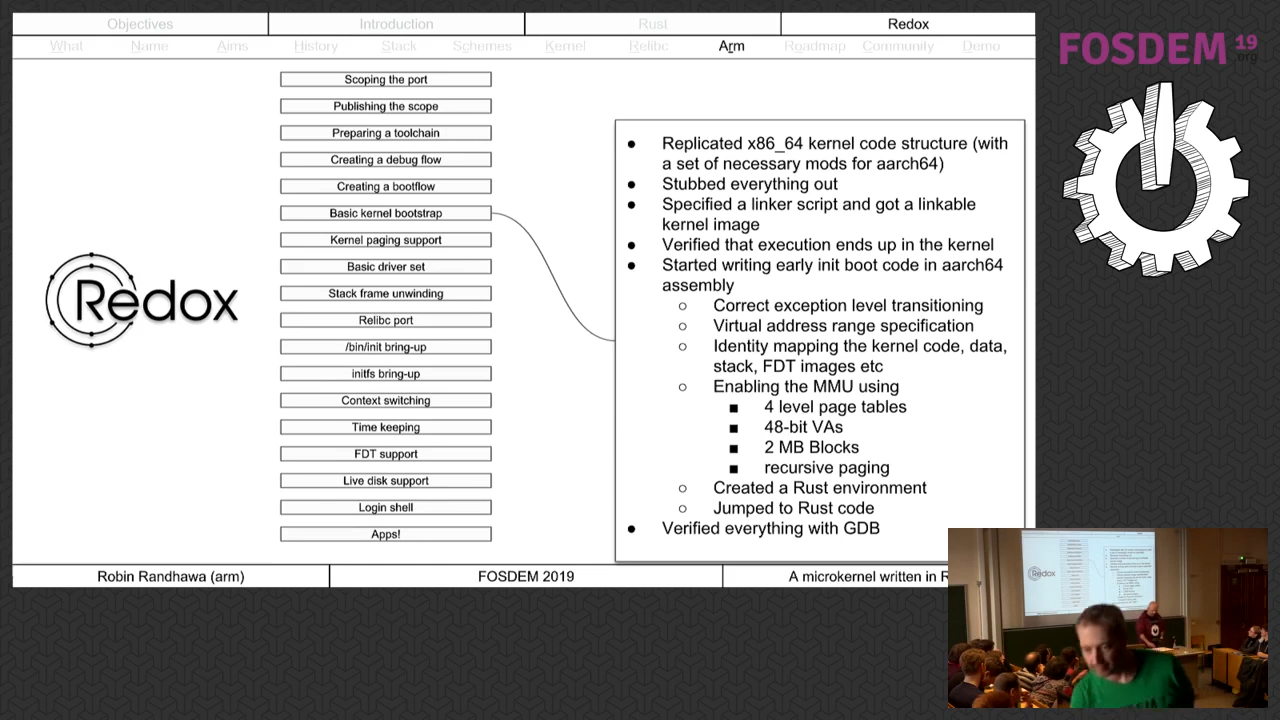 Objectives
Introduction
Rust
Redox
What
Name
Aims
History
Stack
Schemes
Kernel
Relibc
Arm
Roadmap
Community
Demo
FOSDEM 19
.org
Redox
Scoping the port
Publishing the scope
Preparing a toolchain
Creating a debug flow
Creating a bootflow
Basic kernel bootstrap
Kernel paging support
Basic driver set
Stack frame unwinding
Relibc port
/bin/init bring-up
initfs bring-up
Context switching
Time keeping
FDT support
Live disk support
Login shell
Apps!
● Replicated x86_64 kernel code structure (with
a set of necessary mods for aarch64)
● Stubbed everything out
● Specified a linker script and got a linkable
kernel image
● Verified that execution ends up in the kernel
● Started writing early init boot code in aarch64
assembly
○ Correct exception level transitioning
○ Virtual address range specification
○ Identity mapping the kernel code, data,
stack, FDT images etc
○ Enabling the MMU using
■ 4 level page tables
■ 48-bit VAs
■ 2 MB Blocks
■ recursive paging
○ Created a Rust environment
○ Jumped to Rust code
● Verified everything with GDB
Robin Randhawa (arm)
FOSDEM 2019
A microkernel written in R
Redox